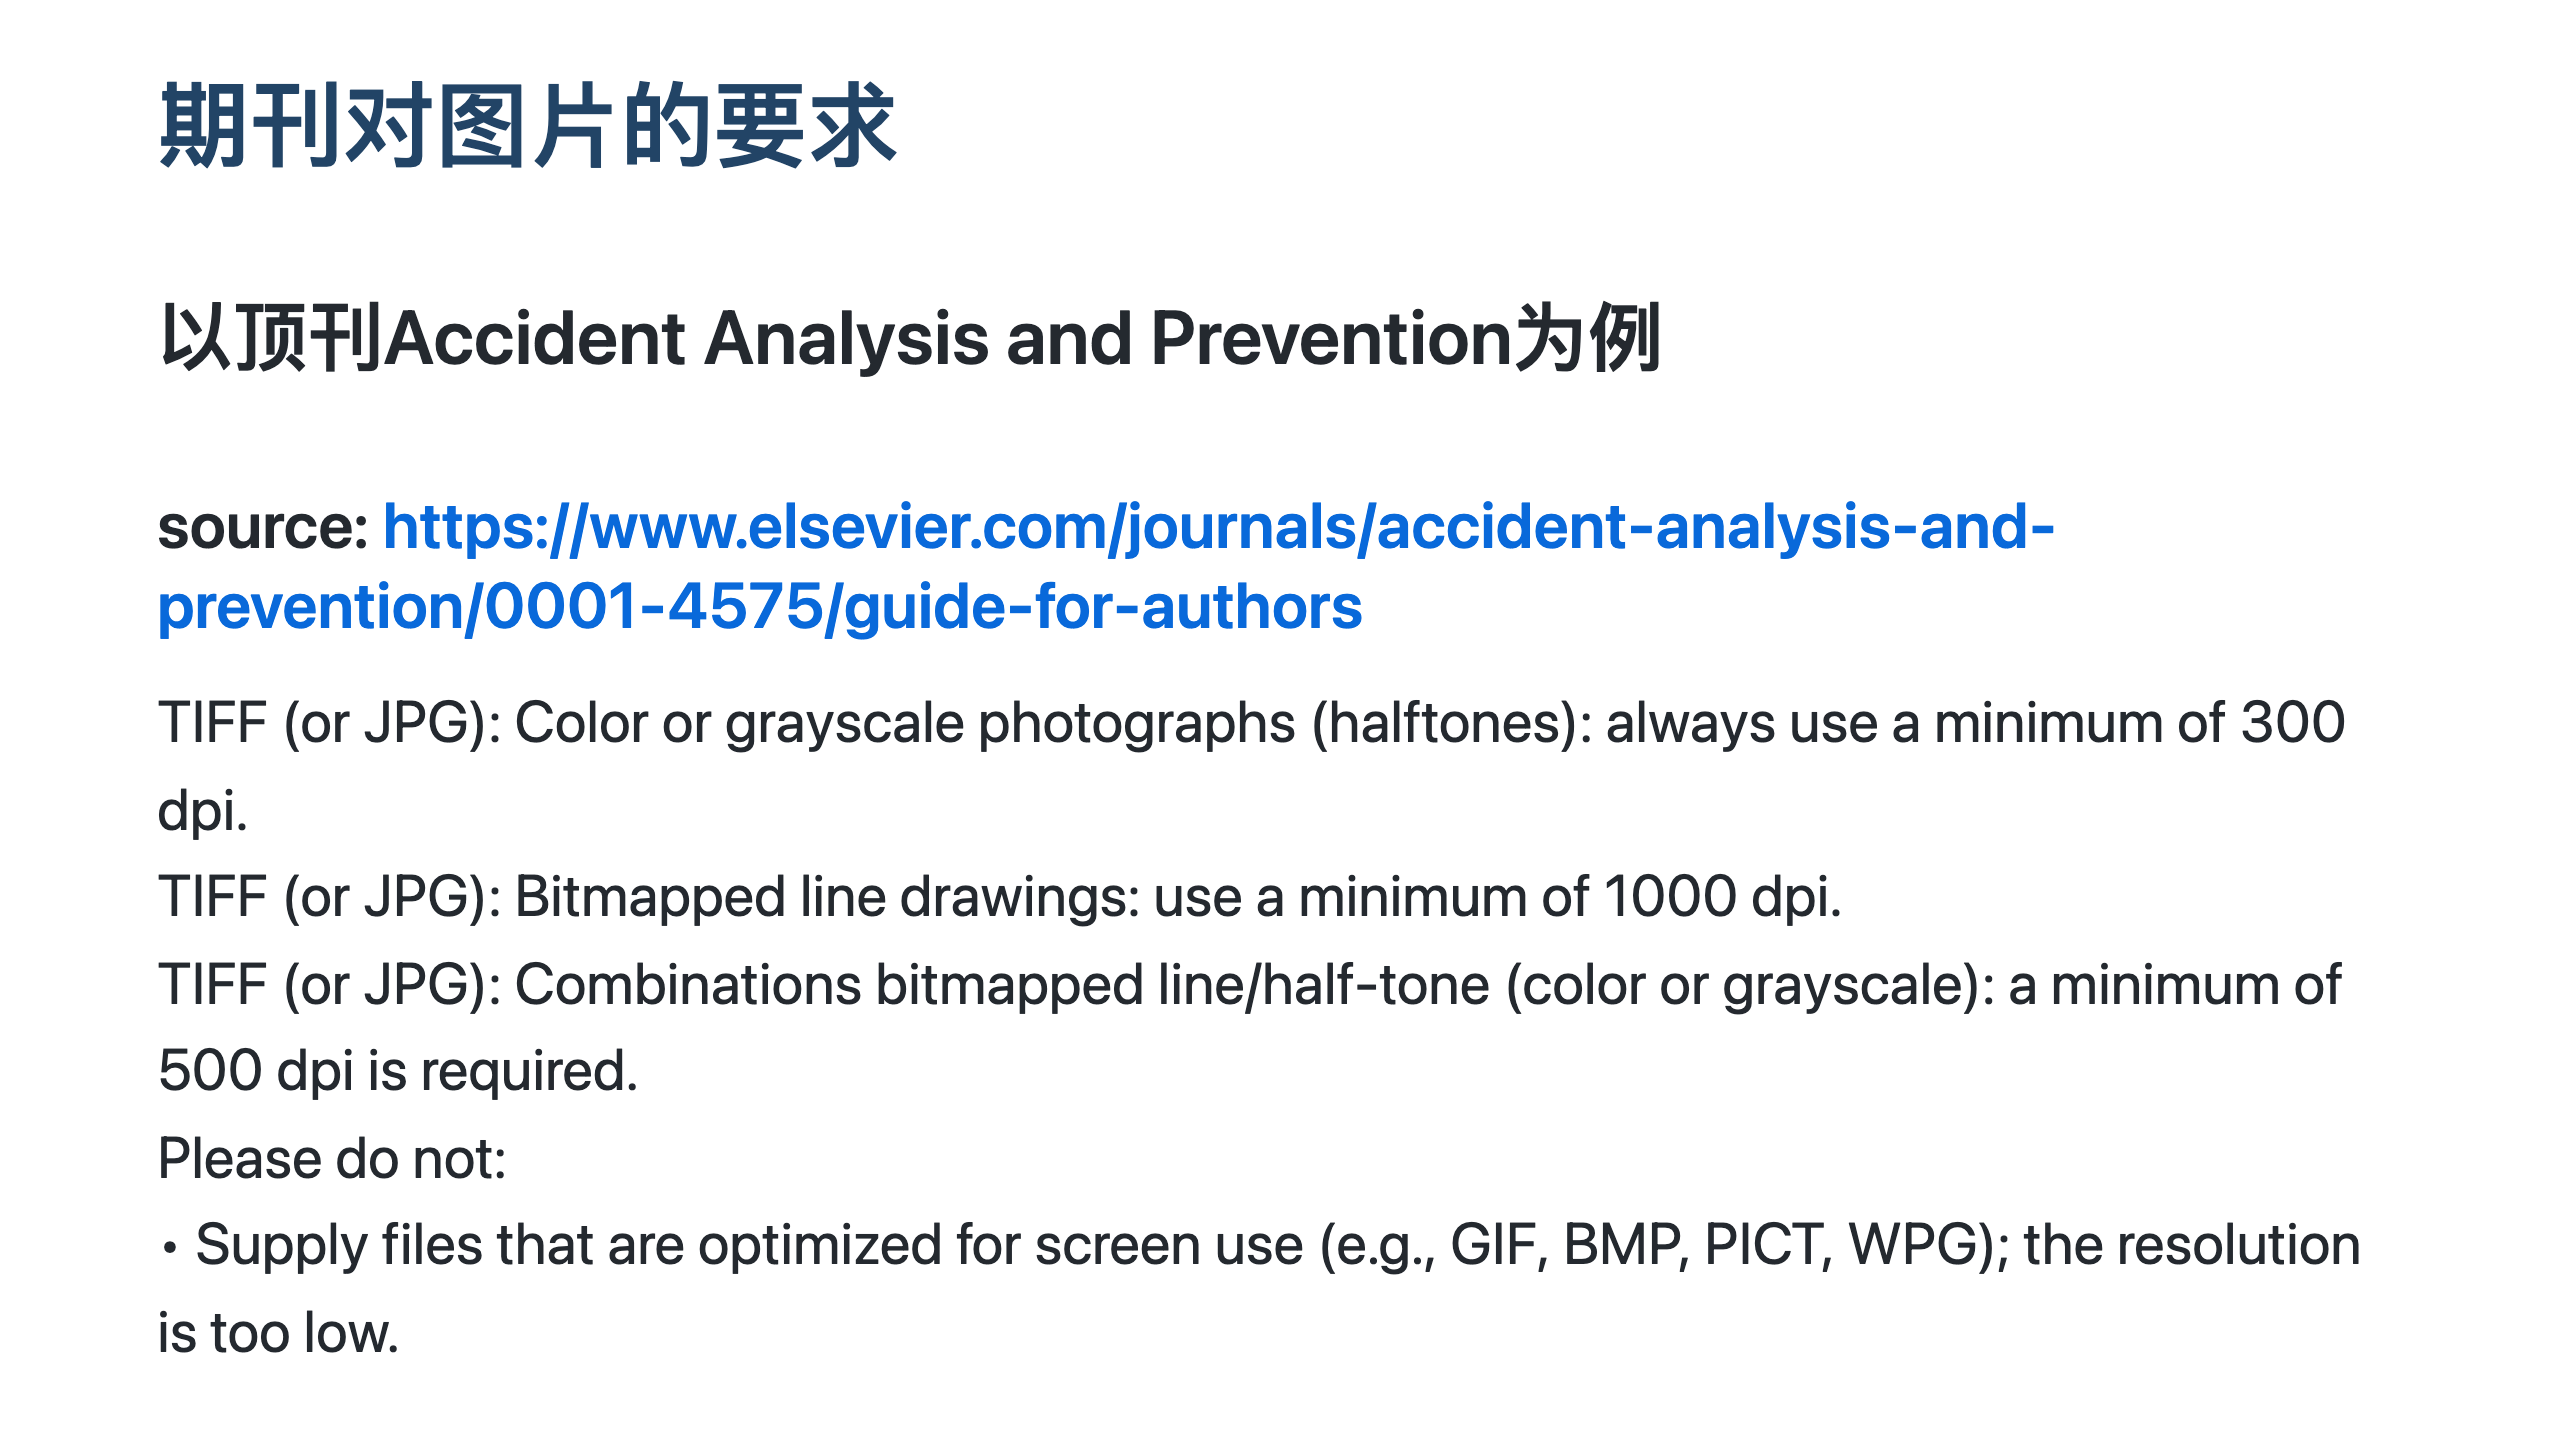 期刊对图片的要求
以顶刊Accident Analysis and Prevention为例
source: https://www.elsevier.com/journals/accident-analysis-and-
prevention/0001-4575/guide-for-authors
TIFF (or JPG): Color or grayscale photographs (halftones): always use a minimum of 300
dpi.
TIFF (or JPG): Bitmapped line drawings: use a minimum of 1000 dpi.
TIFF (or JPG): Combinations bitmapped line/half-tone (color or grayscale): a minimum of
500 dpi is required.
Please do not:
• Supply files that are optimized for screen use (e.g., GIF, BMP, PICT, WPG); the resolution
is too low.